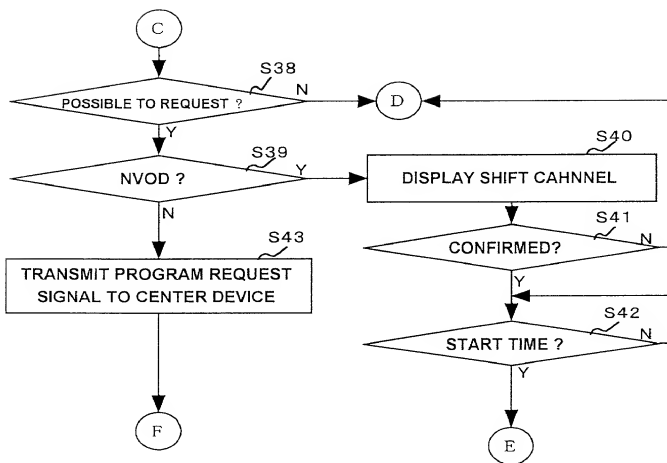 C
S38
POSSIBLE TO REQUEST ?
N
D
Y
S39
NVOD ?
Y
N
S40
DISPLAY SHIFT CAHNNEL
S41
CONFIRMED?
N
Y
S43
TRANSMIT PROGRAM REQUEST
SIGNAL TO CENTER DEVICE
S42
START TIME ?
N
Y
F
E